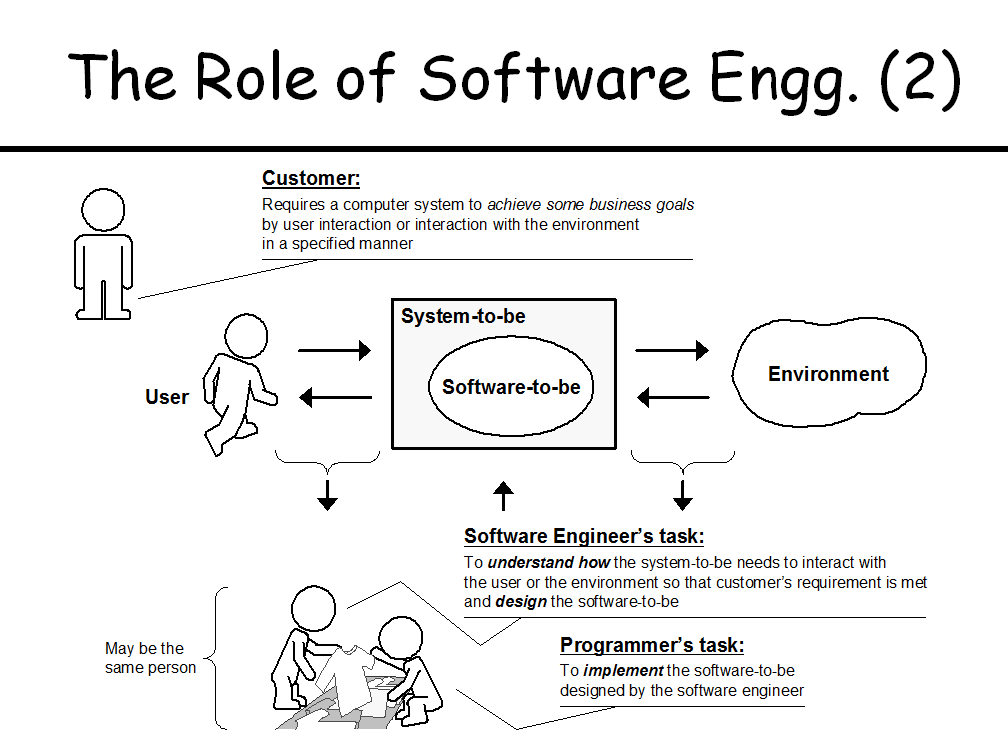 The Role of Software Engg. (2)
Customer:
Requires a computer system to achieve some business goals
by user interaction or interaction with the environment
in a specified manner
System-to-be
Software-to-be
Environment
User
Software Engineer’s task:
To understand how the system-to-be needs to interact with
the user or the environment so that customer’s requirement is met
and design the software-to-be
May be the
same person
Programmer’s task:
To implement the software-to-be
designed by the software engineer